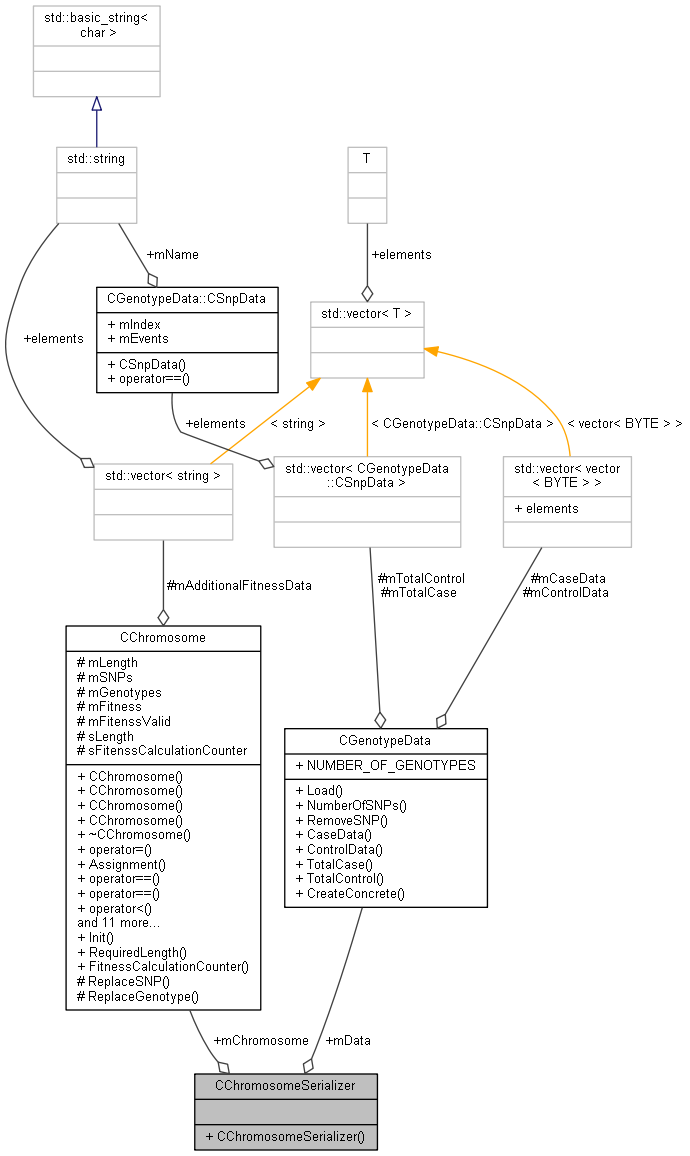 std::basic_string<
char >
std::string
T
+mName
+elements
CGenotypeData::CSnpData
+ mIndex
+ mEvents
+ CSnpData()
+ operator==()
std::vector< T >
+elements
+elements
< string >
< CGenotypeData::CSnpData >
< vector< BYTE > >
std::vector< string >
std::vector< CGenotypeData
::CSnpData >
std::vector< vector
< BYTE > >
+ elements
#mAdditionalFitnessData
#mTotalControl
#mTotalCase
#mCaseData
#mControlData
CChromosome
# mLength
# mSNPs
# mGenotypes
# mFitness
# mFitenssValid
# sLength
# sFitenssCalculationCounter
+ CChromosome()
+ CChromosome()
+ CChromosome()
+ CChromosome()
+ ~CChromosome()
+ operator=()
+ Assignment()
+ operator==()
+ operator==()
+ operator<()
and 11 more...
+ Init()
+ RequiredLength()
+ FitnessCalculationCounter()
# ReplaceSNP()
# ReplaceGenotype()
CGenotypeData
+ NUMBER_OF_GENOTYPES
+ Load()
+ NumberOfSNPs()
+ RemoveSNP()
+ CaseData()
+ ControlData()
+ TotalCase()
+ TotalControl()
+ CreateConcrete()
+mChromosome
+mData
CChromosomeSerializer
+ CChromosomeSerializer()